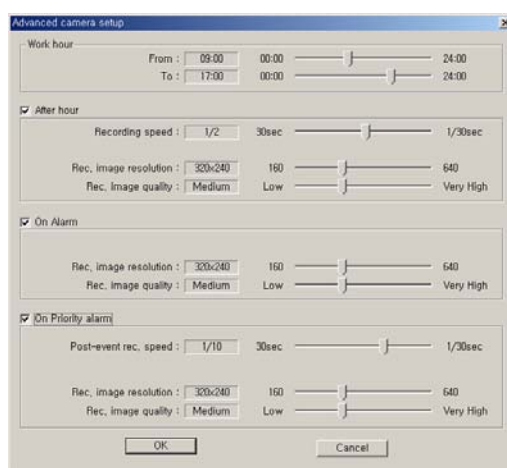 Advanced camera setup
Work hour
From : 09:00 00:00 24:00
To : 17:00 00:00 24:00
After hour
Recording speed : 1/2 30sec 1/30sec
Rec, image resolution : 320x240 160 640
Rec, Image quality : Medium Low Very High
On Alarm
Rec, image resolution : 320x240 160 640
Rec, image quality : Medium Low Very High
On Priority alarm
Post-event rec, speed : 1/10 30sec 1/30sec
Rec, image resolution : 320x240 160 640
Rec, image quality : Medium Low Very High
OK Cancel